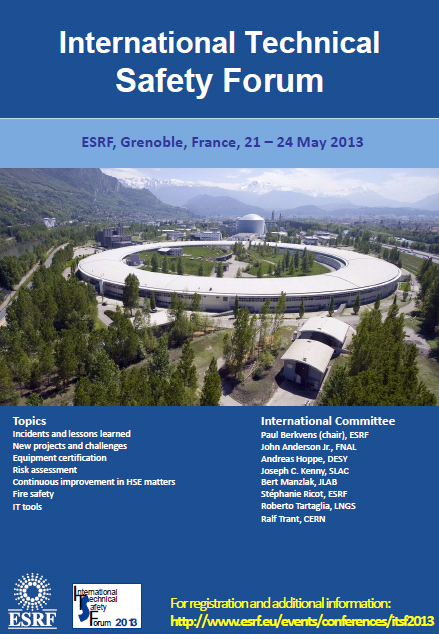 International Technical
Safety Forum
ESRF, Grenoble, France, 21 – 24 May 2013
Topics
Incidents and lessons learned
New projects and challenges
Equipment certification
Risk assessment
Continuous improvement in HSE matters
Fire safety
IT tools
International Committee
Paul Berkvens (chair), ESRF
John Anderson Jr., FNAL
Andreas Hoppe, DESY
Joseph C. Kenny, SLAC
Bert Manzlak, JLAB
Stéphanie Ricot, ESRF
Roberto Tartaglia, LNGS
Ralf Trant, CERN
ESRF
International
Technical
Safety
Forum 2013
For registration and additional information:
http://www.esrf.eu/events/conferences/itsf2013